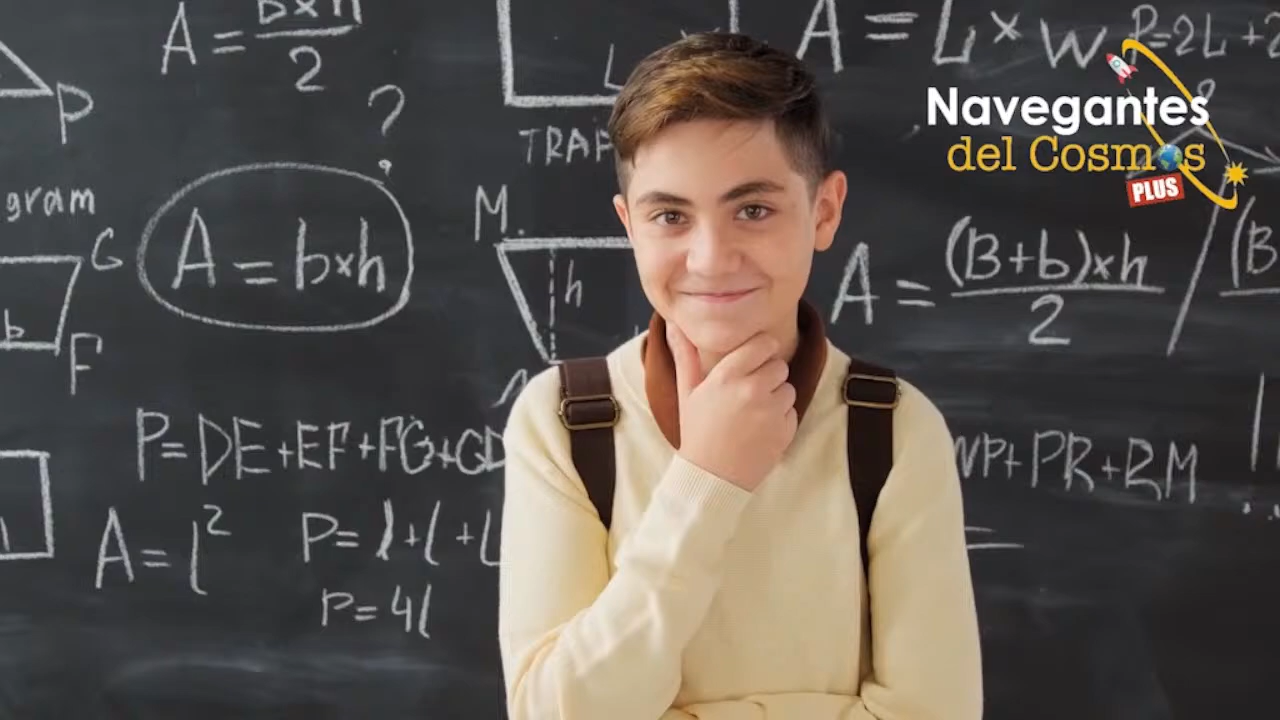 A = b×h
2
A = L × W
P=2L+2
P
?
TRAP
Navegantes
del Cosmos
PLUS
gram
G
A = b×h
M.
h
A = (B+b)×h
2
(B
b
F
P=DE+EF+FG+GD
WP+PR+RM
A = l²
P= l+l+l
P=4l